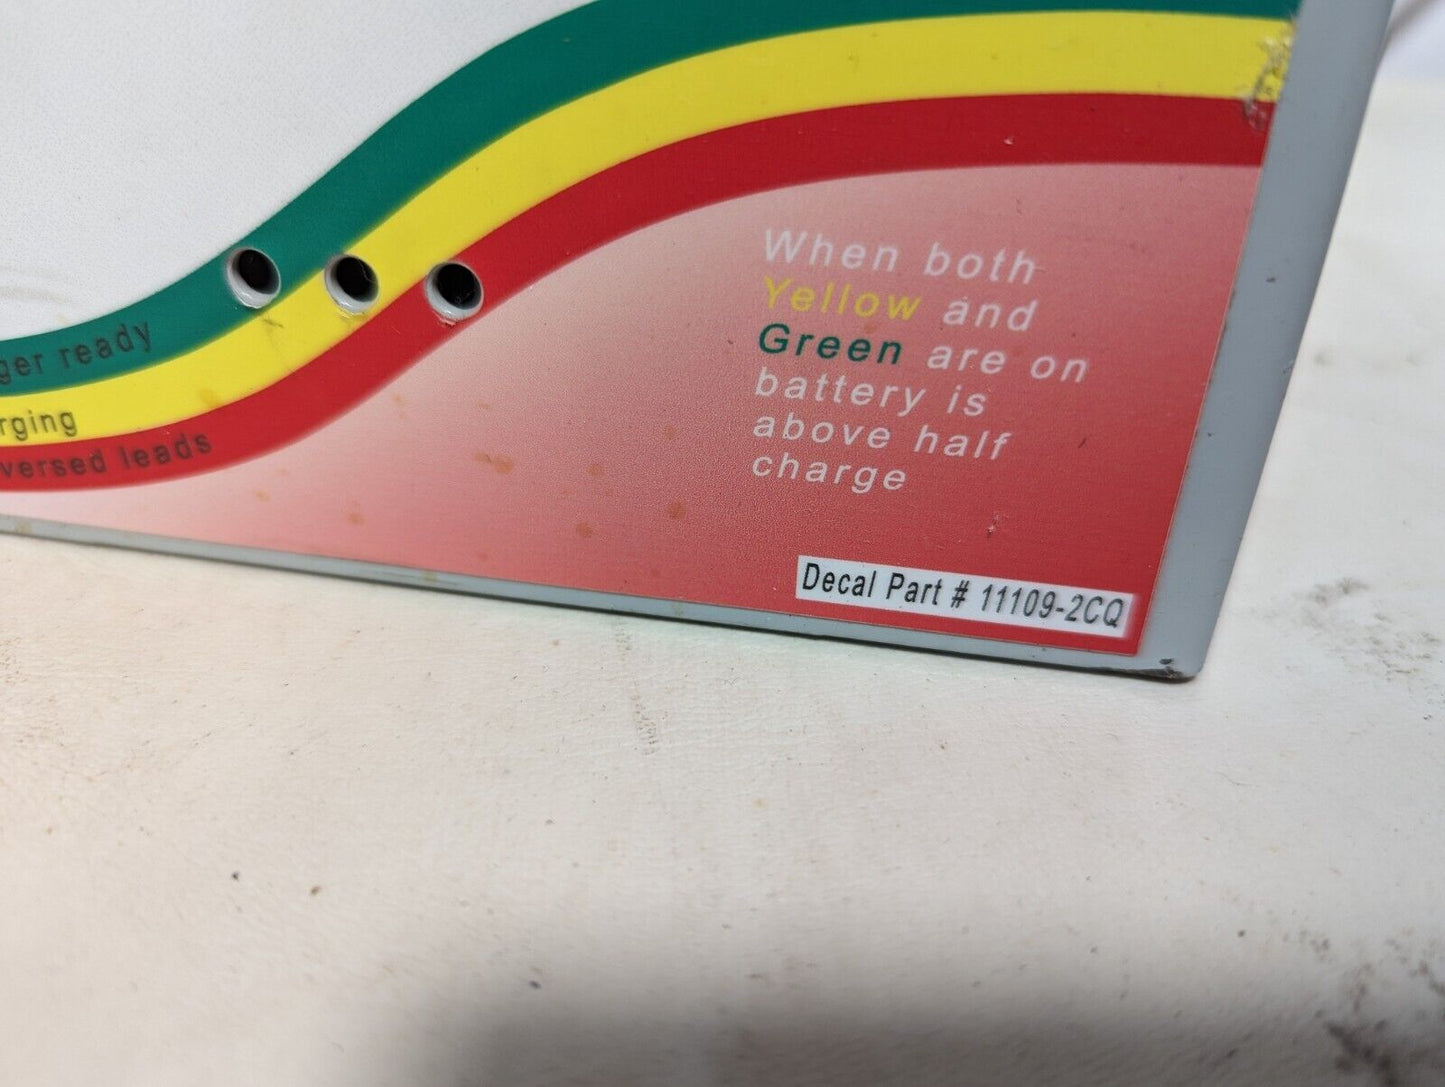 ger ready
rging
versed leads
When both
Yellow and
Green are on
battery is
above half
charge
Decal Part # 11109-2CQ